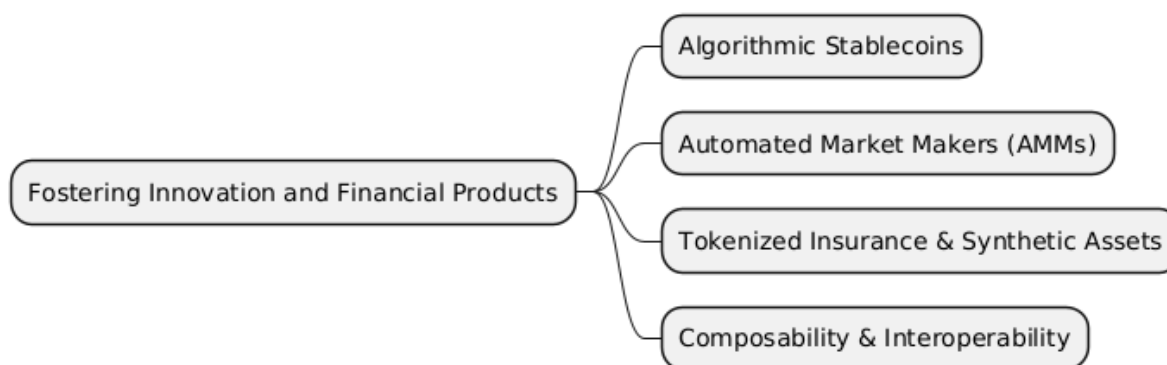 Algorithmic Stablecoins
Automated Market Makers (AMMs)
Fostering Innovation and Financial Products
Tokenized Insurance & Synthetic Assets
Composability & Interoperability